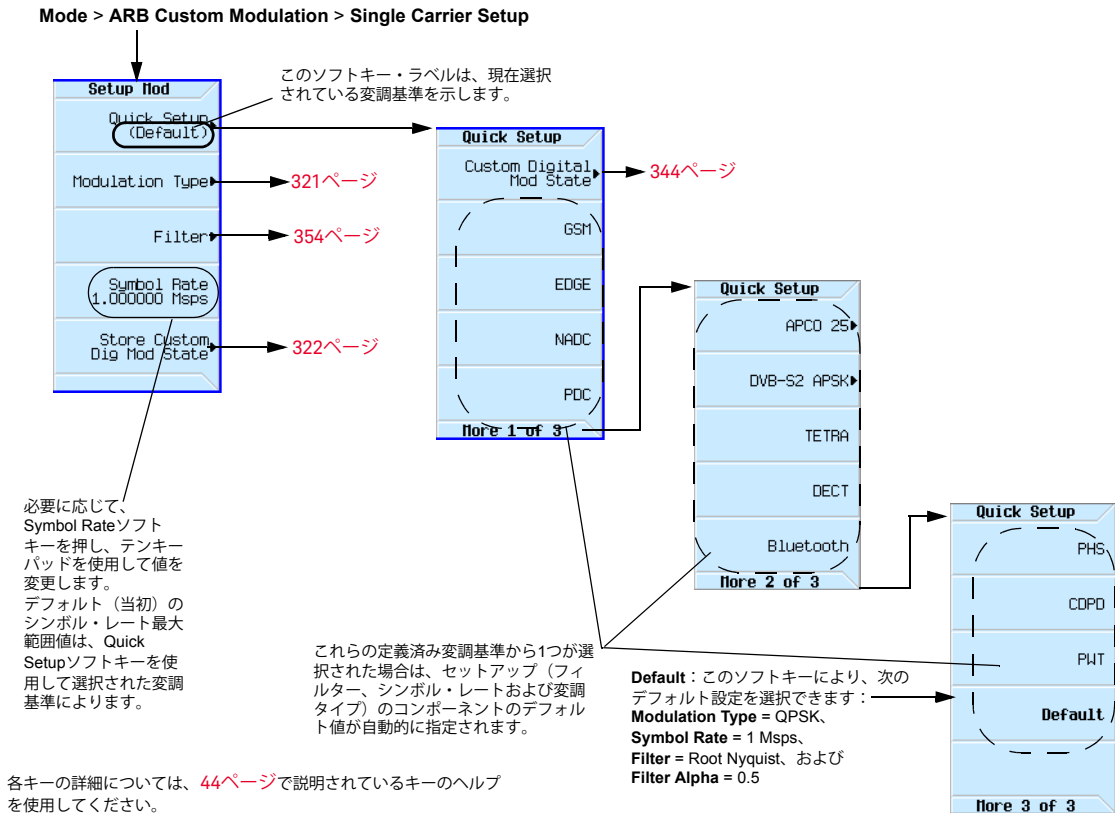 Mode > ARB Custom Modulation > Single Carrier Setup
このソフトキー・ラベルは、現在選択
されている変調基準を示します。
Setup Mod
Quick Setup
(Default)
Modulation Type
321ページ
Filter
354ページ
Symbol Rate
1.000000 Msps
Store Custom
Dig Mod State
322ページ
Quick Setup
Custom Digital
Mod State
344ページ
GSM
EDGE
NADC
PDC
More 1 of 3
Quick Setup
APCO 25
DVB-S2 APSK
TETRA
DECT
Bluetooth
More 2 of 3
Quick Setup
PHS
CDPD
PWT
Default
More 3 of 3
必要に応じて、
Symbol Rateソフト
キーを押し、テンキー
パッドを使用して値を
変更します。
デフォルト（当初）の
シンボル・レート最大
範囲値は、Quick
Setupソフトキーを使
用して選択された変調
基準によります。
これらの定義済み変調基準から1つが選
択された場合は、セットアップ（フィ
ルター、シンボル・レートおよび変調
タイプ）のコンポーネントのデフォル
ト値が自動的に指定されます。
Default：このソフトキーにより、次の
デフォルト設定を選択できます：
Modulation Type = QPSK、
Symbol Rate = 1 Msps、
Filter = Root Nyquist、および
Filter Alpha = 0.5
各キーの詳細については、44ページで説明されているキーのヘルプ
を使用してください。